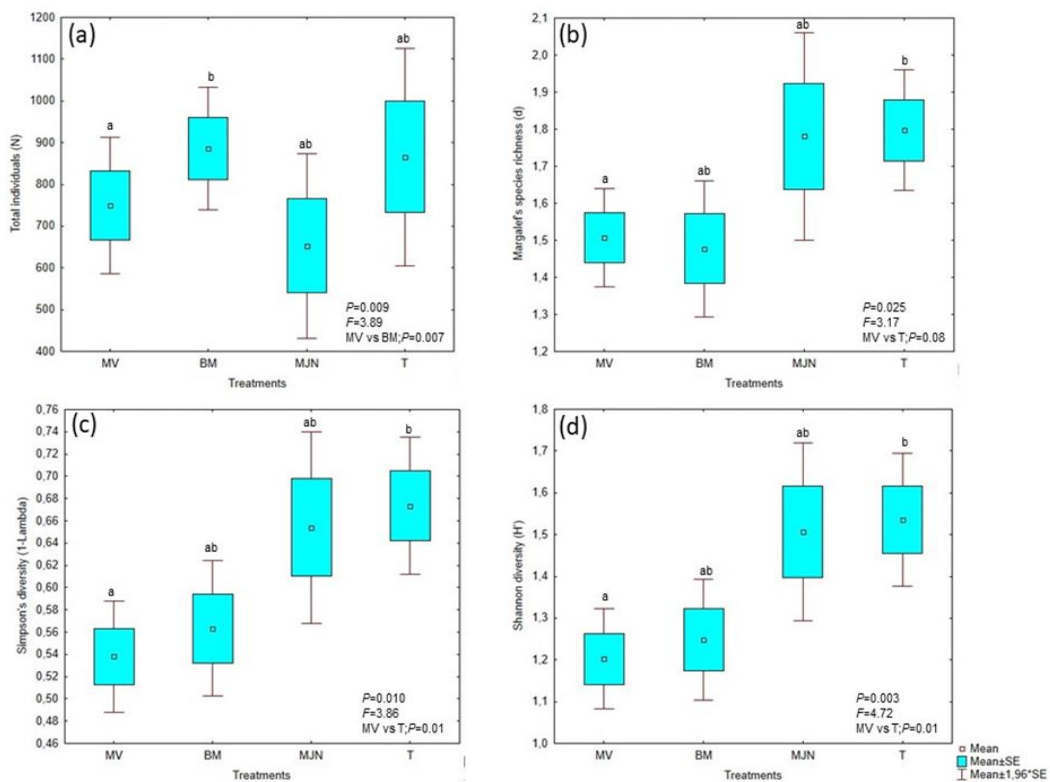 (a)
Total individuals (N)
1200
1100
1000
900
800
700
600
500
400
a
b
ab
ab
P=0.009
F=3.89
MV vs BM;P=0.007
MV BM MJN T
Treatments
(b)
Margalef's species richness (d)
2,1
2,0
1,9
1,8
1,7
1,6
1,5
1,4
1,3
1,2
a
ab
ab
b
P=0.025
F=3.17
MV vs T;P=0.08
MV BM MJN T
Treatments
(c)
Simpson's diversity (1-Lambda)
0,76
0,74
0,72
0,70
0,68
0,66
0,64
0,62
0,60
0,58
0,56
0,54
0,52
0,50
0,48
0,46
a
ab
ab
b
P=0.010
F=3.86
MV vs T;P=0.01
MV BM MJN T
Treatments
(d)
Shannon diversity (H')
1,8
1,7
1,6
1,5
1,4
1,3
1,2
1,1
1,0
a
ab
ab
b
P=0.003
F=4.72
MV vs T;P=0.01
MV BM MJN T
Treatments
Mean
Mean±SE
Mean±1,96*SE